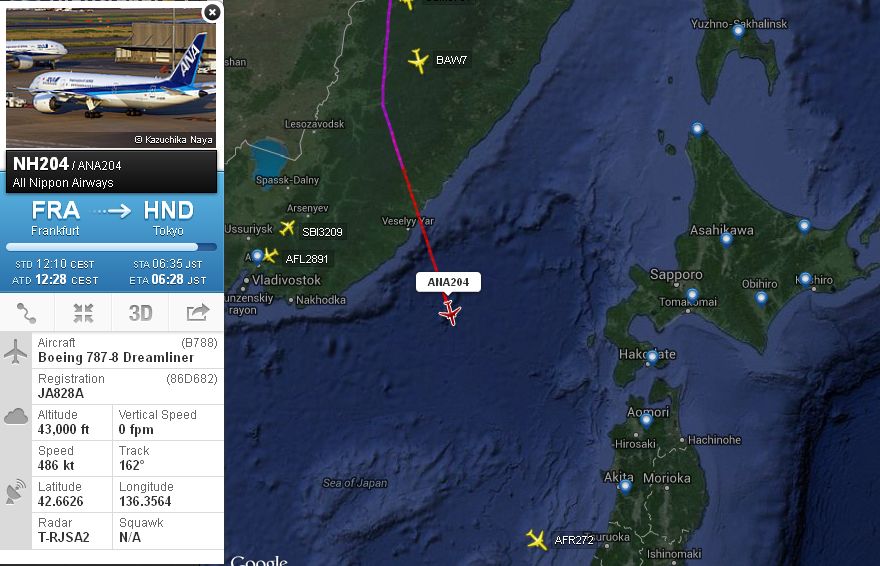 ANA
© Kazuchika Naya
NH204 / ANA204
All Nippon Airways
FRA HND
Frankfurt Tokyo
STD 12:10 CEST STA 06:35 JST
ATD 12:28 CEST ETA 06:28 JST
3D
Aircraft (B788)
Boeing 787-8 Dreamliner
Registration (86D682)
JA828A
Altitude Vertical Speed
43,000 ft 0 fpm
Speed Track
486 kt 162°
Latitude Longitude
42.6626 136.3564
Radar Squawk
T-RJSA2 N/A
Yuzhno-Sakhalinsk
BAW7
shan
Lesozavodsk
Spassk-Dalny
Arsenyev
Veselyy Yar
Ussuriysk
SBI3209
AFL2891
Vladivostok
unzenskiy
rayon
Nakhodka
ANA204
Asahikawa
Sapporo
Obihiro
Tomakomai
Aomori
Hirosaki
Hachinohe
Akita
Morioka
Sea of Japan
AFR272
suruoka
Ishinomaki
Google